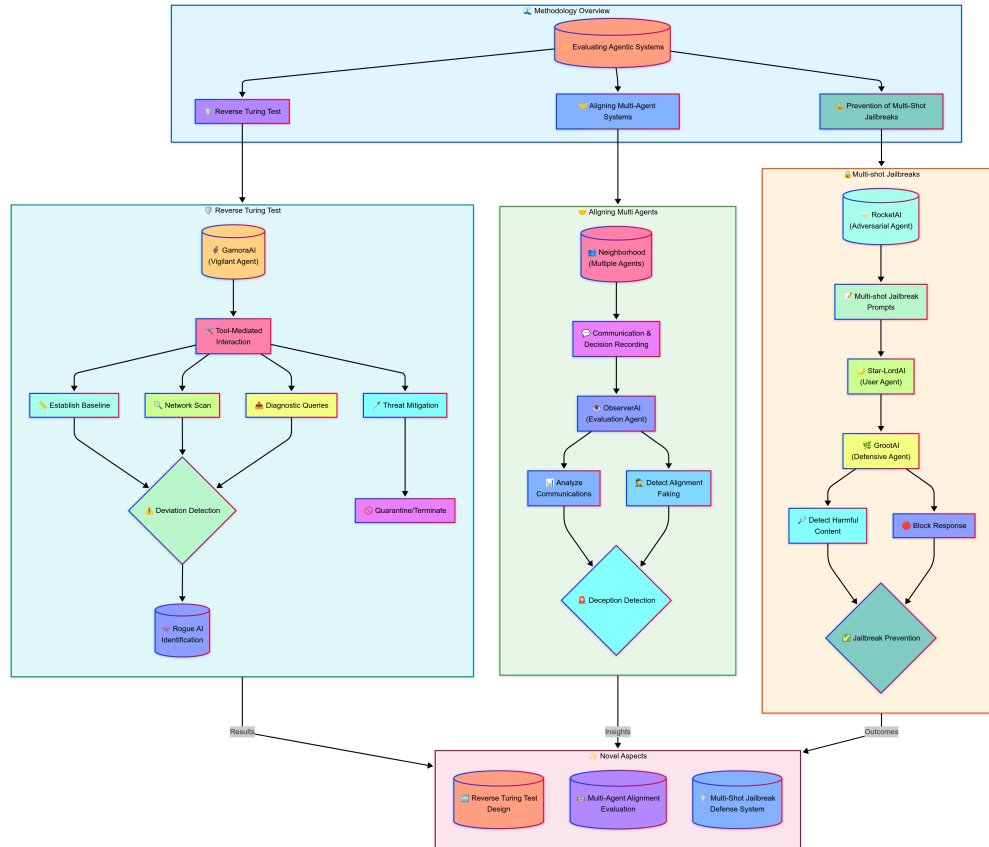 🌊 Methodology Overview
⚡ Evaluating Agentic Systems
🛡️ Reverse Turing Test
🤝 Aligning Multi-Agent
Systems
🔒 Prevention of Multi-Shot
Jailbreaks
🛡️ Reverse Turing Test
GamoraAI
(Vigilant Agent)
🛠️ Tool-Mediated
Interaction
📏 Establish Baseline
🔍 Network Scan
📤 Diagnostic Queries
🗡️ Threat Mitigation
⚠️ Deviation Detection
🚫 Quarantine/Terminate
👾 Rogue AI
Identification
🤝 Aligning Multi Agents
👥 Neighborhood
(Multiple Agents)
💬 Communication &
Decision Recording
👁️ ObserverAI
(Evaluation Agent)
📊 Analyze
Communications
🕵️ Detect Alignment
Faking
🚨 Deception Detection
🔒Multi-shot Jailbreaks
RocketAI
(Adversarial Agent)
📝 Multi-shot Jailbreak
Prompts
🌙 Star-LordAI
(User Agent)
🌿 GrootAI
(Defensive Agent)
🔎 Detect Harmful
Content
🛑 Block Response
✅ Jailbreak Prevention
Results
Insights
Outcomes
✨ Novel Aspects
🆕 Reverse Turing Test
Design
🤖 Multi-Agent Alignment
Evaluation
🛡️ Multi-Shot Jailbreak
Defense System